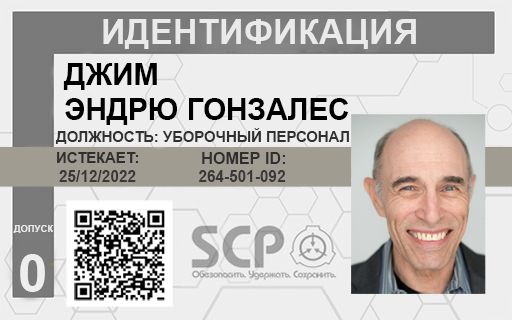 ИДЕНТИФИКАЦИЯ
ДЖИМ
ЭНДРЮ ГОНЗАЛЕС
ДОЛЖНОСТЬ: УБОРОЧНЫЙ ПЕРСОНАЛ
ИСТЕКАЕТ: НОМЕР ID:
25/12/2022 264-501-092
ДОПУСК
0
SCP
Обезопасить. Удержать. Сохранить.